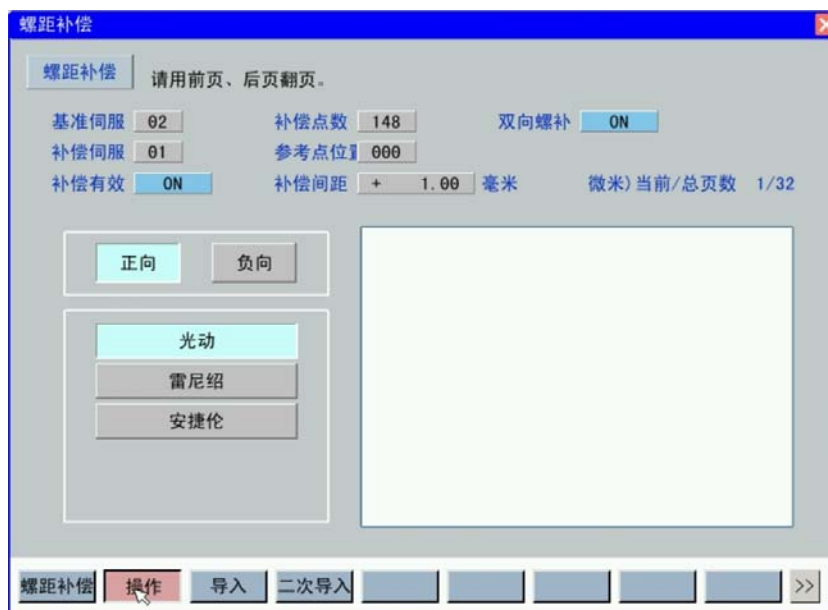 螺距补偿
螺距补偿 请用前页、后页翻页。
基准伺服 02 补偿点数 148 双向螺补 ON
补偿伺服 01 参考点位 000
补偿有效 ON 补偿间距 + 1.00 毫米 微米)当前/总页数 1/32
正向 负向
光动
雷尼绍
安捷伦
螺距补偿 操作 导入 二次导入 >>